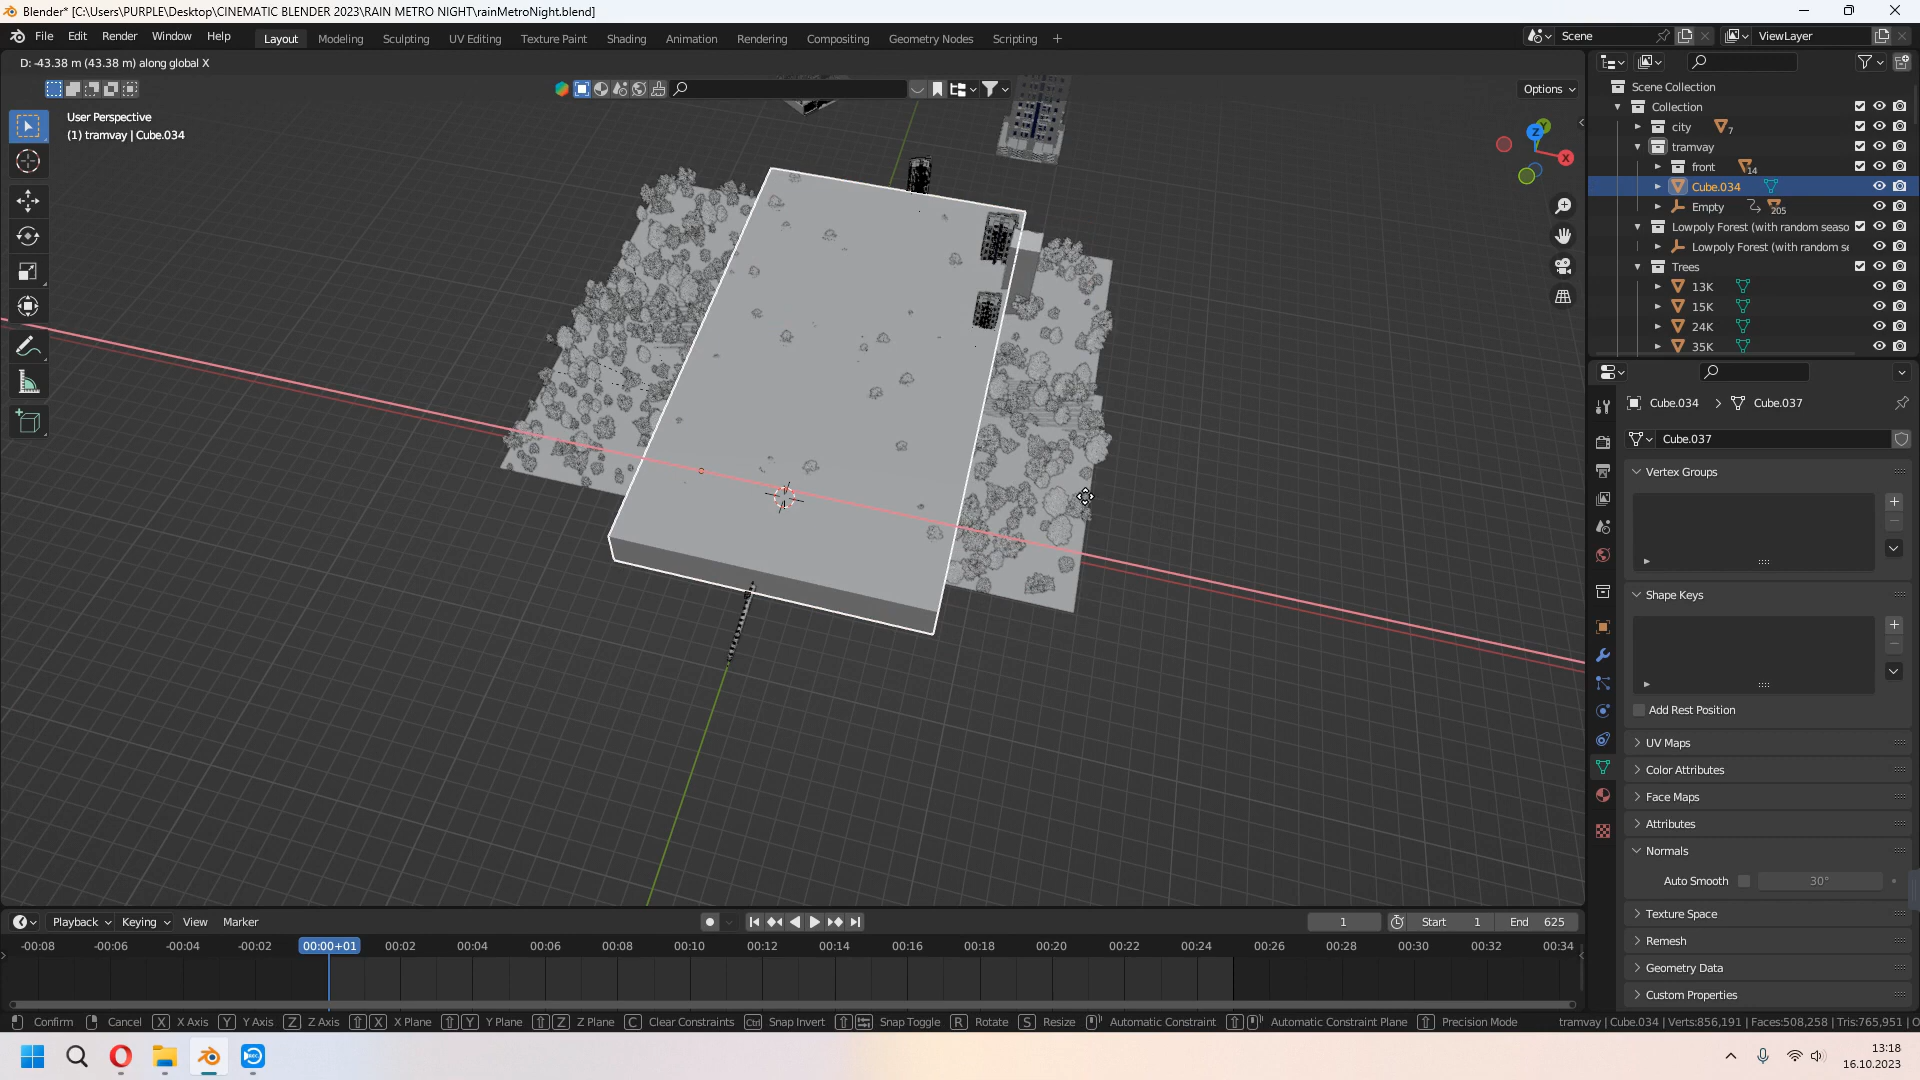 Blender* [C:\Users\PURPLE\Desktop\CINEMATIC BLENDER 2023\RAIN METRO NIGHT\rainMetroNight.blend]
File Edit Render Window Help Layout Modeling Sculpting UV Editing Texture Paint Shading Animation Rendering Compositing Geometry Nodes Scripting + Scene ViewLayer
D: -43.38 m (43.38 m) along global X
Options
User Perspective
(1) tramvay | Cube.034
Z Y X
Scene Collection
Collection
city 7
tramvay
front 14
Cube.034
Empty 205
Lowpoly Forest (with random seaso
Lowpoly Forest (with random se
Trees
13K
15K
24K
35K
Cube.034 > Cube.037
Cube.037
Vertex Groups
Shape Keys
Add Rest Position
UV Maps
Color Attributes
Face Maps
Attributes
Normals
Auto Smooth 30°
Texture Space
Remesh
Geometry Data
Custom Properties
Playback Keying View Marker 1 Start 1 End 625
-00:08 -00:06 -00:04 -00:02 00:00+01 00:02 00:04 00:06 00:08 00:10 00:12 00:14 00:16 00:18 00:20 00:22 00:24 00:26 00:28 00:30 00:32 00:34
Confirm Cancel X X Axis Y Y Axis Z Z Axis X X Plane Y Y Plane Z Z Plane C Clear Constraints Ctrl Snap Invert Snap Toggle R Rotate S Resize Automatic Constraint Automatic Constraint Plane Precision Mode tramvay | Cube.034 | Verts:856,191 | Faces:508,258 | Tris:765,951 | O
13:18
16.10.2023